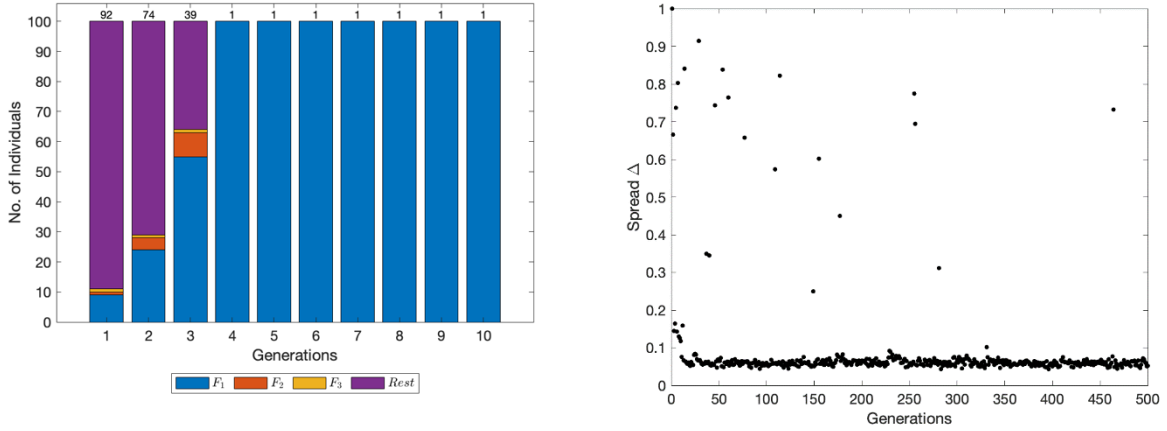 92 74 39 1 1 1 1 1 1 1
100
90
80
70
60
50
40
30
20
10
0
No. of Individuals
1 2 3 4 5 6 7 8 9 10
Generations
F1 F2 F3 Rest
1
0.9
0.8
0.7
0.6
0.5
0.4
0.3
0.2
0.1
0
Spread Δ
0 50 100 150 200 250 300 350 400 450 500
Generations